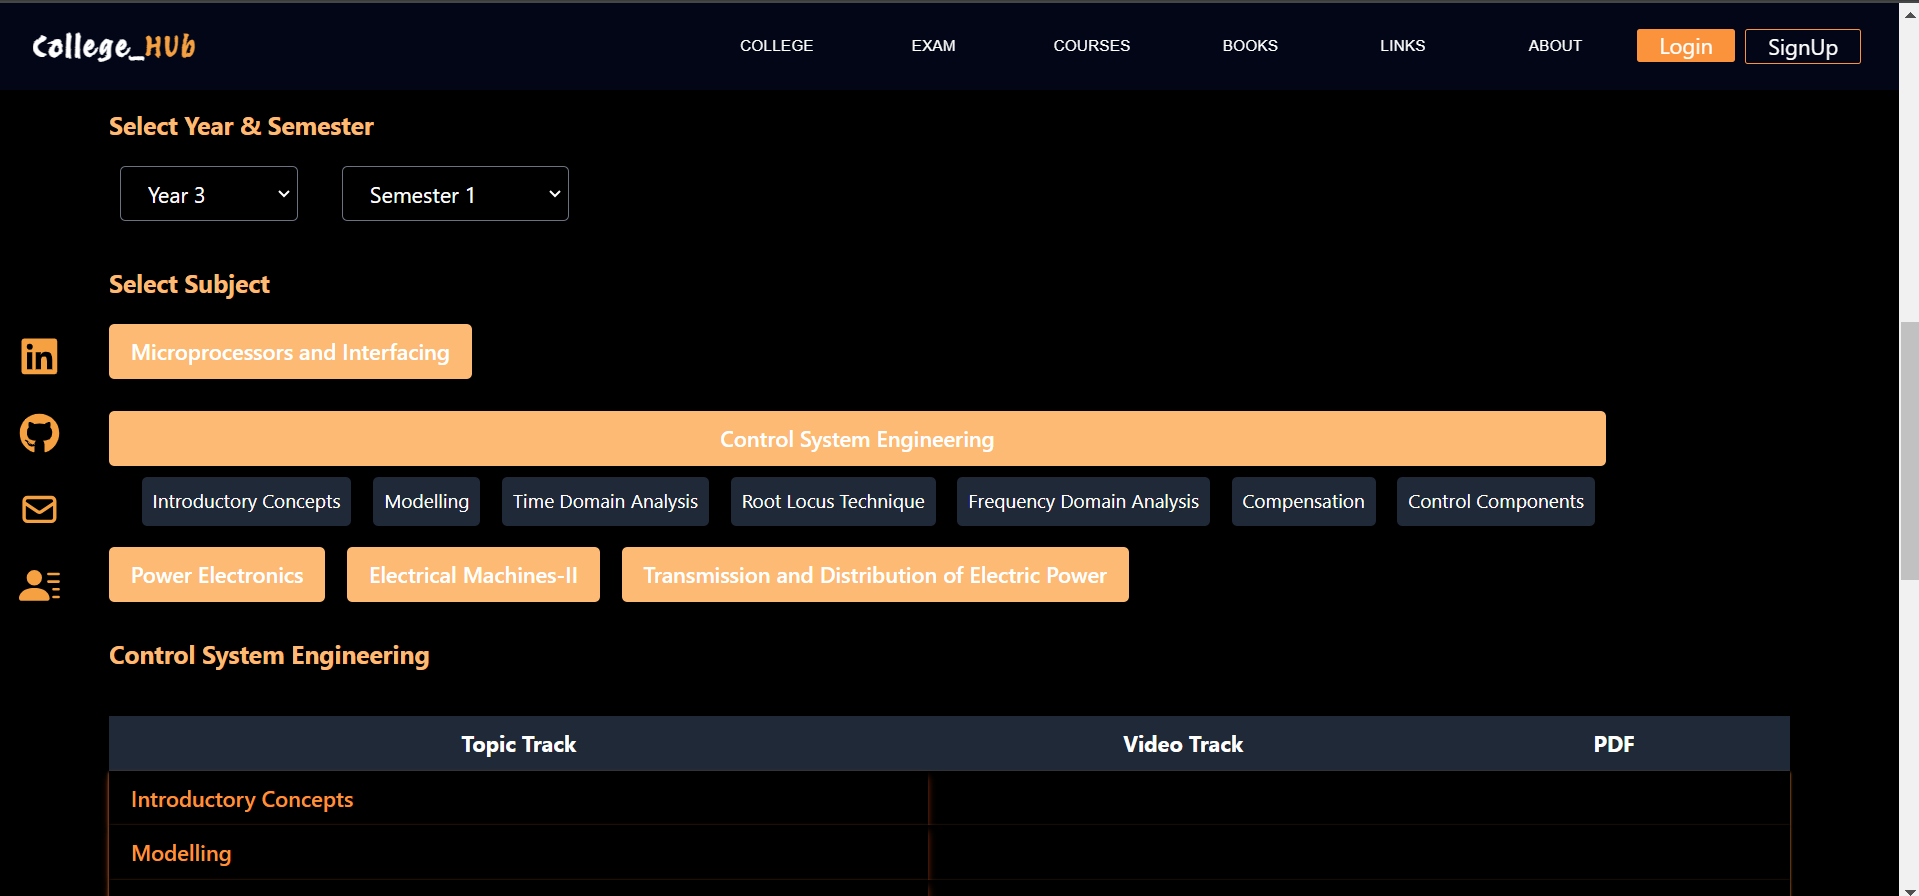 College_HUb COLLEGE EXAM COURSES BOOKS LINKS ABOUT Login SignUp
Select Year & Semester
Year 3 Semester 1
Select Subject
Microprocessors and Interfacing
Control System Engineering
Introductory Concepts Modelling Time Domain Analysis Root Locus Technique Frequency Domain Analysis Compensation Control Components
Power Electronics Electrical Machines-II Transmission and Distribution of Electric Power
Control System Engineering
Topic Track Video Track PDF
Introductory Concepts
Modelling